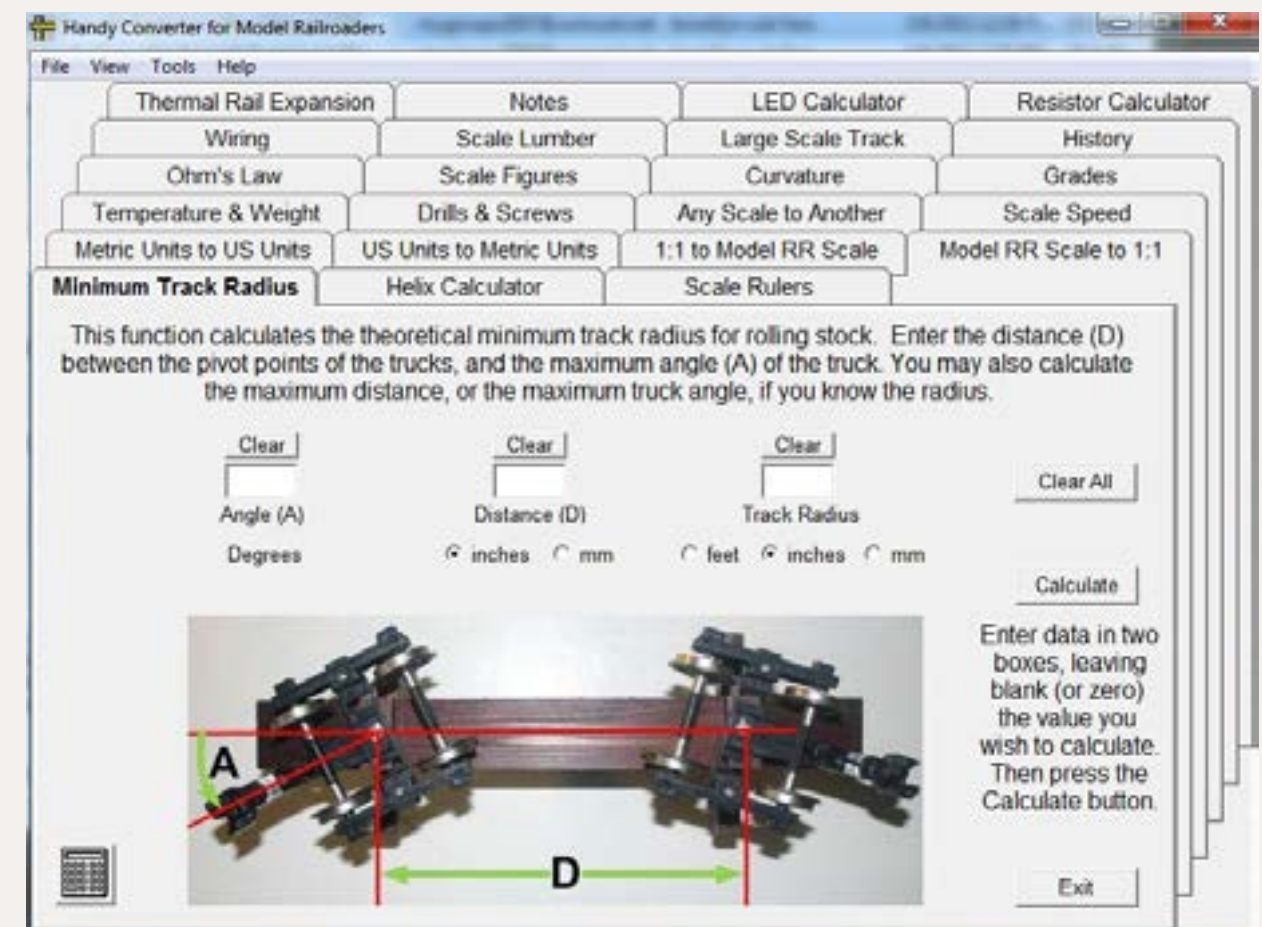 Handy Converter for Model Railroaders
File View Tools Help
Thermal Rail Expansion Notes LED Calculator Resistor Calculator
Wiring Scale Lumber Large Scale Track History
Ohm's Law Scale Figures Curvature Grades
Temperature & Weight Drills & Screws Any Scale to Another Scale Speed
Metric Units to US Units US Units to Metric Units 1:1 to Model RR Scale Model RR Scale to 1:1
Minimum Track Radius Helix Calculator Scale Rulers
This function calculates the theoretical minimum track radius for rolling stock. Enter the distance (D)
between the pivot points of the trucks, and the maximum angle (A) of the truck. You may also calculate
the maximum distance, or the maximum truck angle, if you know the radius.
Clear Clear Clear
Clear All
Angle (A) Distance (D) Track Radius
Degrees inches mm feet inches mm
Calculate
Enter data in two
boxes, leaving
blank (or zero)
the value you
wish to calculate.
Then press the
Calculate button.
A
D
Exit